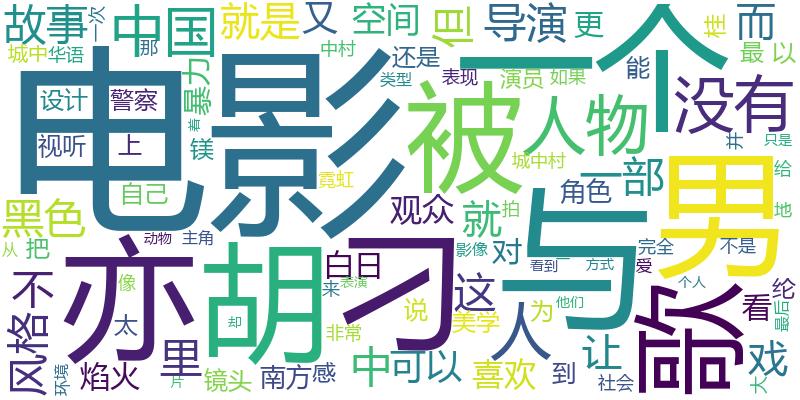 故事 一次 中国 就是 又 空间 但 导演 更 桂 而
城中 华语 那 中村 还是 类型 表现 演员 如果 能 最 以
电影 一个 没有
设计 警察 暴力 被 人物 井 只是
视听 上 着 镁 城中村 给
自己 霓虹 一部 男 地
黑色 观众 就 拍 角色
从 把 动物 主角 白日 影像 对 看到 一 方式 完全 不是 爱
亦 胡 刁 与 歌
风格 不 像 来 表演 这 他们 个人 看 纶
太 里 却 非常 说 美学 人 为 让 最后
环境 焰火 片 镜头 南方 感 中 可以 喜欢 到 社会 戏 大